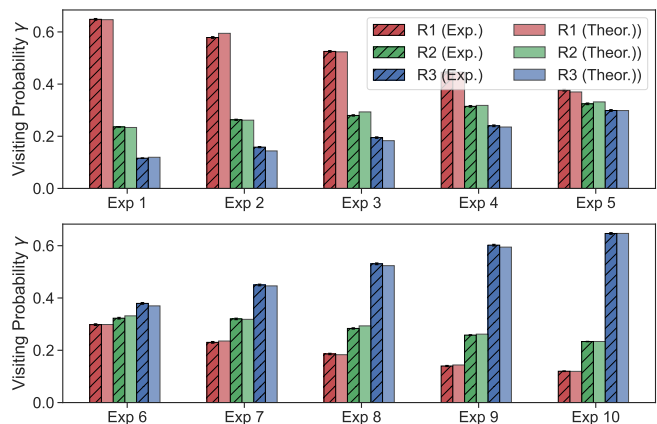 Visiting Probability γ
0.6
0.4
0.2
0.0
R1 (Exp.)
R2 (Exp.)
R3 (Exp.)
R1 (Theor.))
R2 (Theor.))
R3 (Theor.))
Exp 1 Exp 2 Exp 3 Exp 4 Exp 5
Visiting Probability γ
0.6
0.4
0.2
0.0
Exp 6 Exp 7 Exp 8 Exp 9 Exp 10